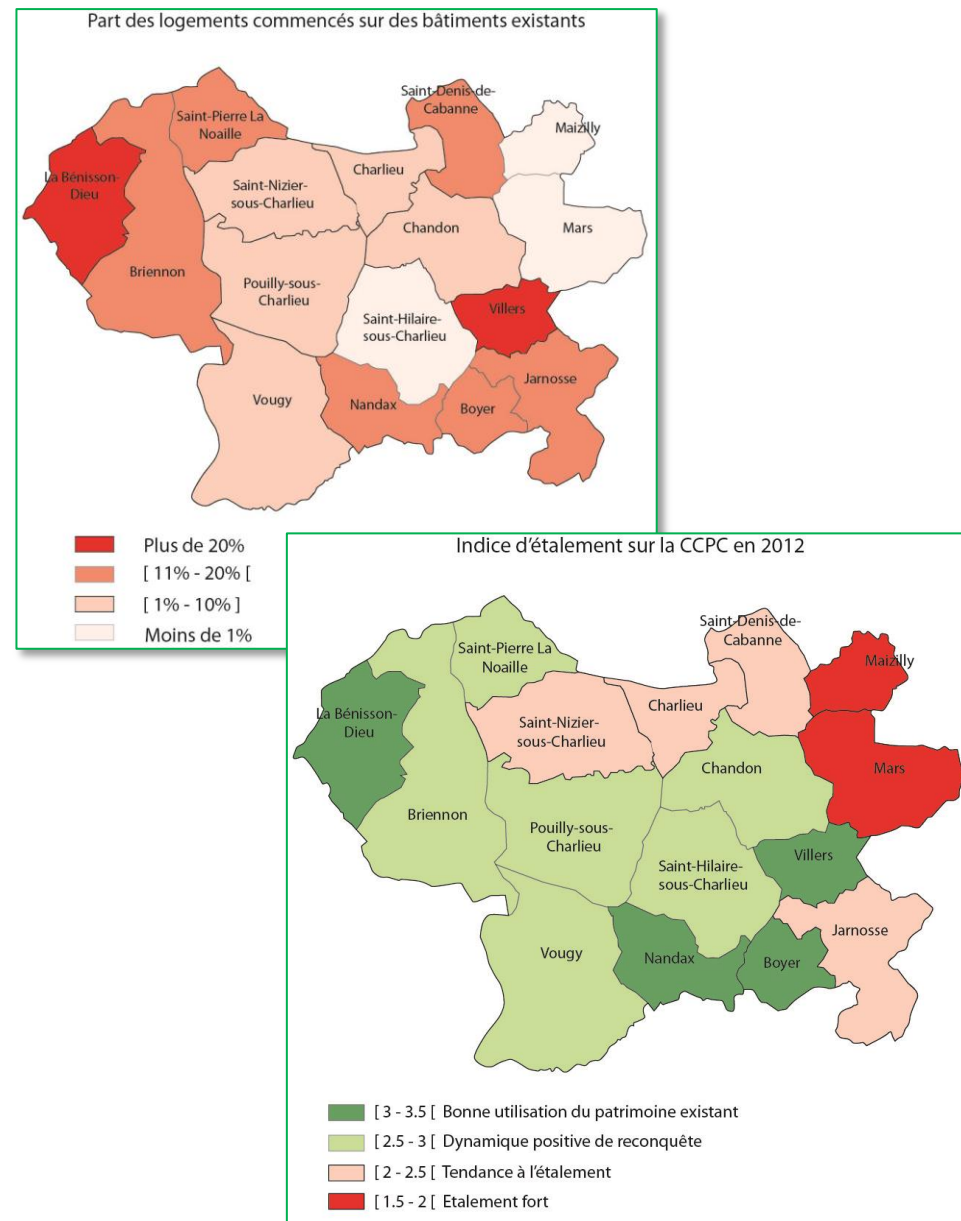 Part des logements commencés sur des bâtiments existants
Saint-Denis-de-
Cabanne
Saint-Pierre La
Noaille
Maizilly
Charlieu
La Bénisson-
Dieu
Saint-Nizier-
sous-Charlieu
Chandon
Mars
Briennon
Pouilly-sous-
Charlieu
Villers
Saint-Hilaire-
sous-Charlieu
Jarnosse
Vougy
Nandax
Boyer
Plus de 20%
[ 11% - 20% [
[ 1% - 10% ]
Moins de 1%
Indice d'étalement sur la CCPC en 2012
Saint-Denis-de-
Cabanne
Saint-Pierre La
Noaille
Maizilly
Charlieu
La Bénisson-
Dieu
Saint-Nizier-
sous-Charlieu
Chandon
Mars
Briennon
Pouilly-sous-
Charlieu
Villers
Saint-Hilaire-
sous-Charlieu
Jarnosse
Vougy
Nandax
Boyer
[ 3 - 3.5 [ Bonne utilisation du patrimoine existant
[ 2.5 - 3 [ Dynamique positive de reconquête
[ 2 - 2.5 [ Tendance à l'étalement
[ 1.5 - 2 [ Etalement fort